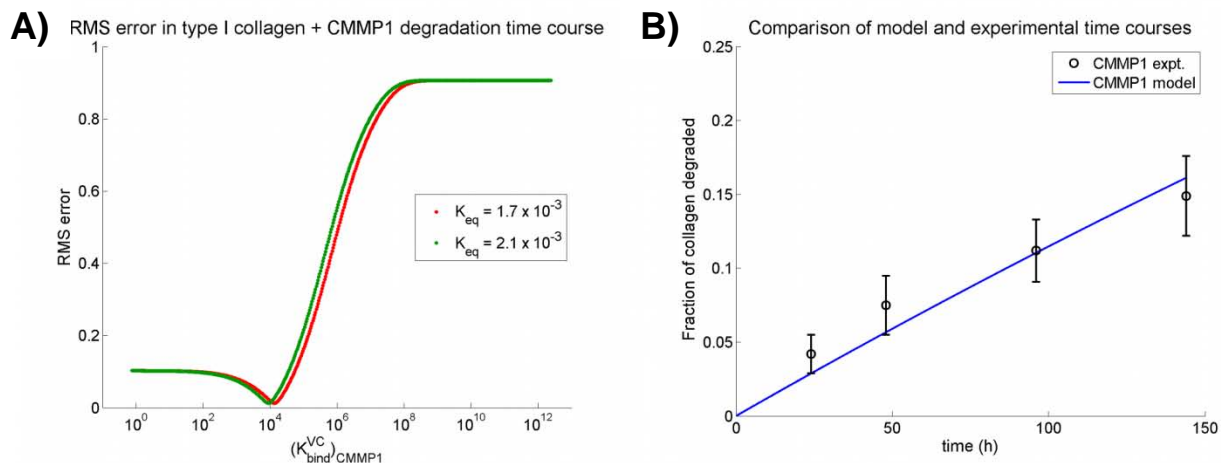 A)
RMS error in type I collagen + CMMP1 degradation time course
1
0.8
0.6
0.4
0.2
0
RMS error
K_eq = 1.7 x 10^-3
K_eq = 2.1 x 10^-3
10^0 10^2 10^4 10^6 10^8 10^10 10^12
(K^VC_bind)_CMMP1
B)
Comparison of model and experimental time courses
0.25
0.2
0.15
0.1
0.05
0
Fraction of collagen degraded
CMMP1 expt.
CMMP1 model
0 50 100 150
time (h)